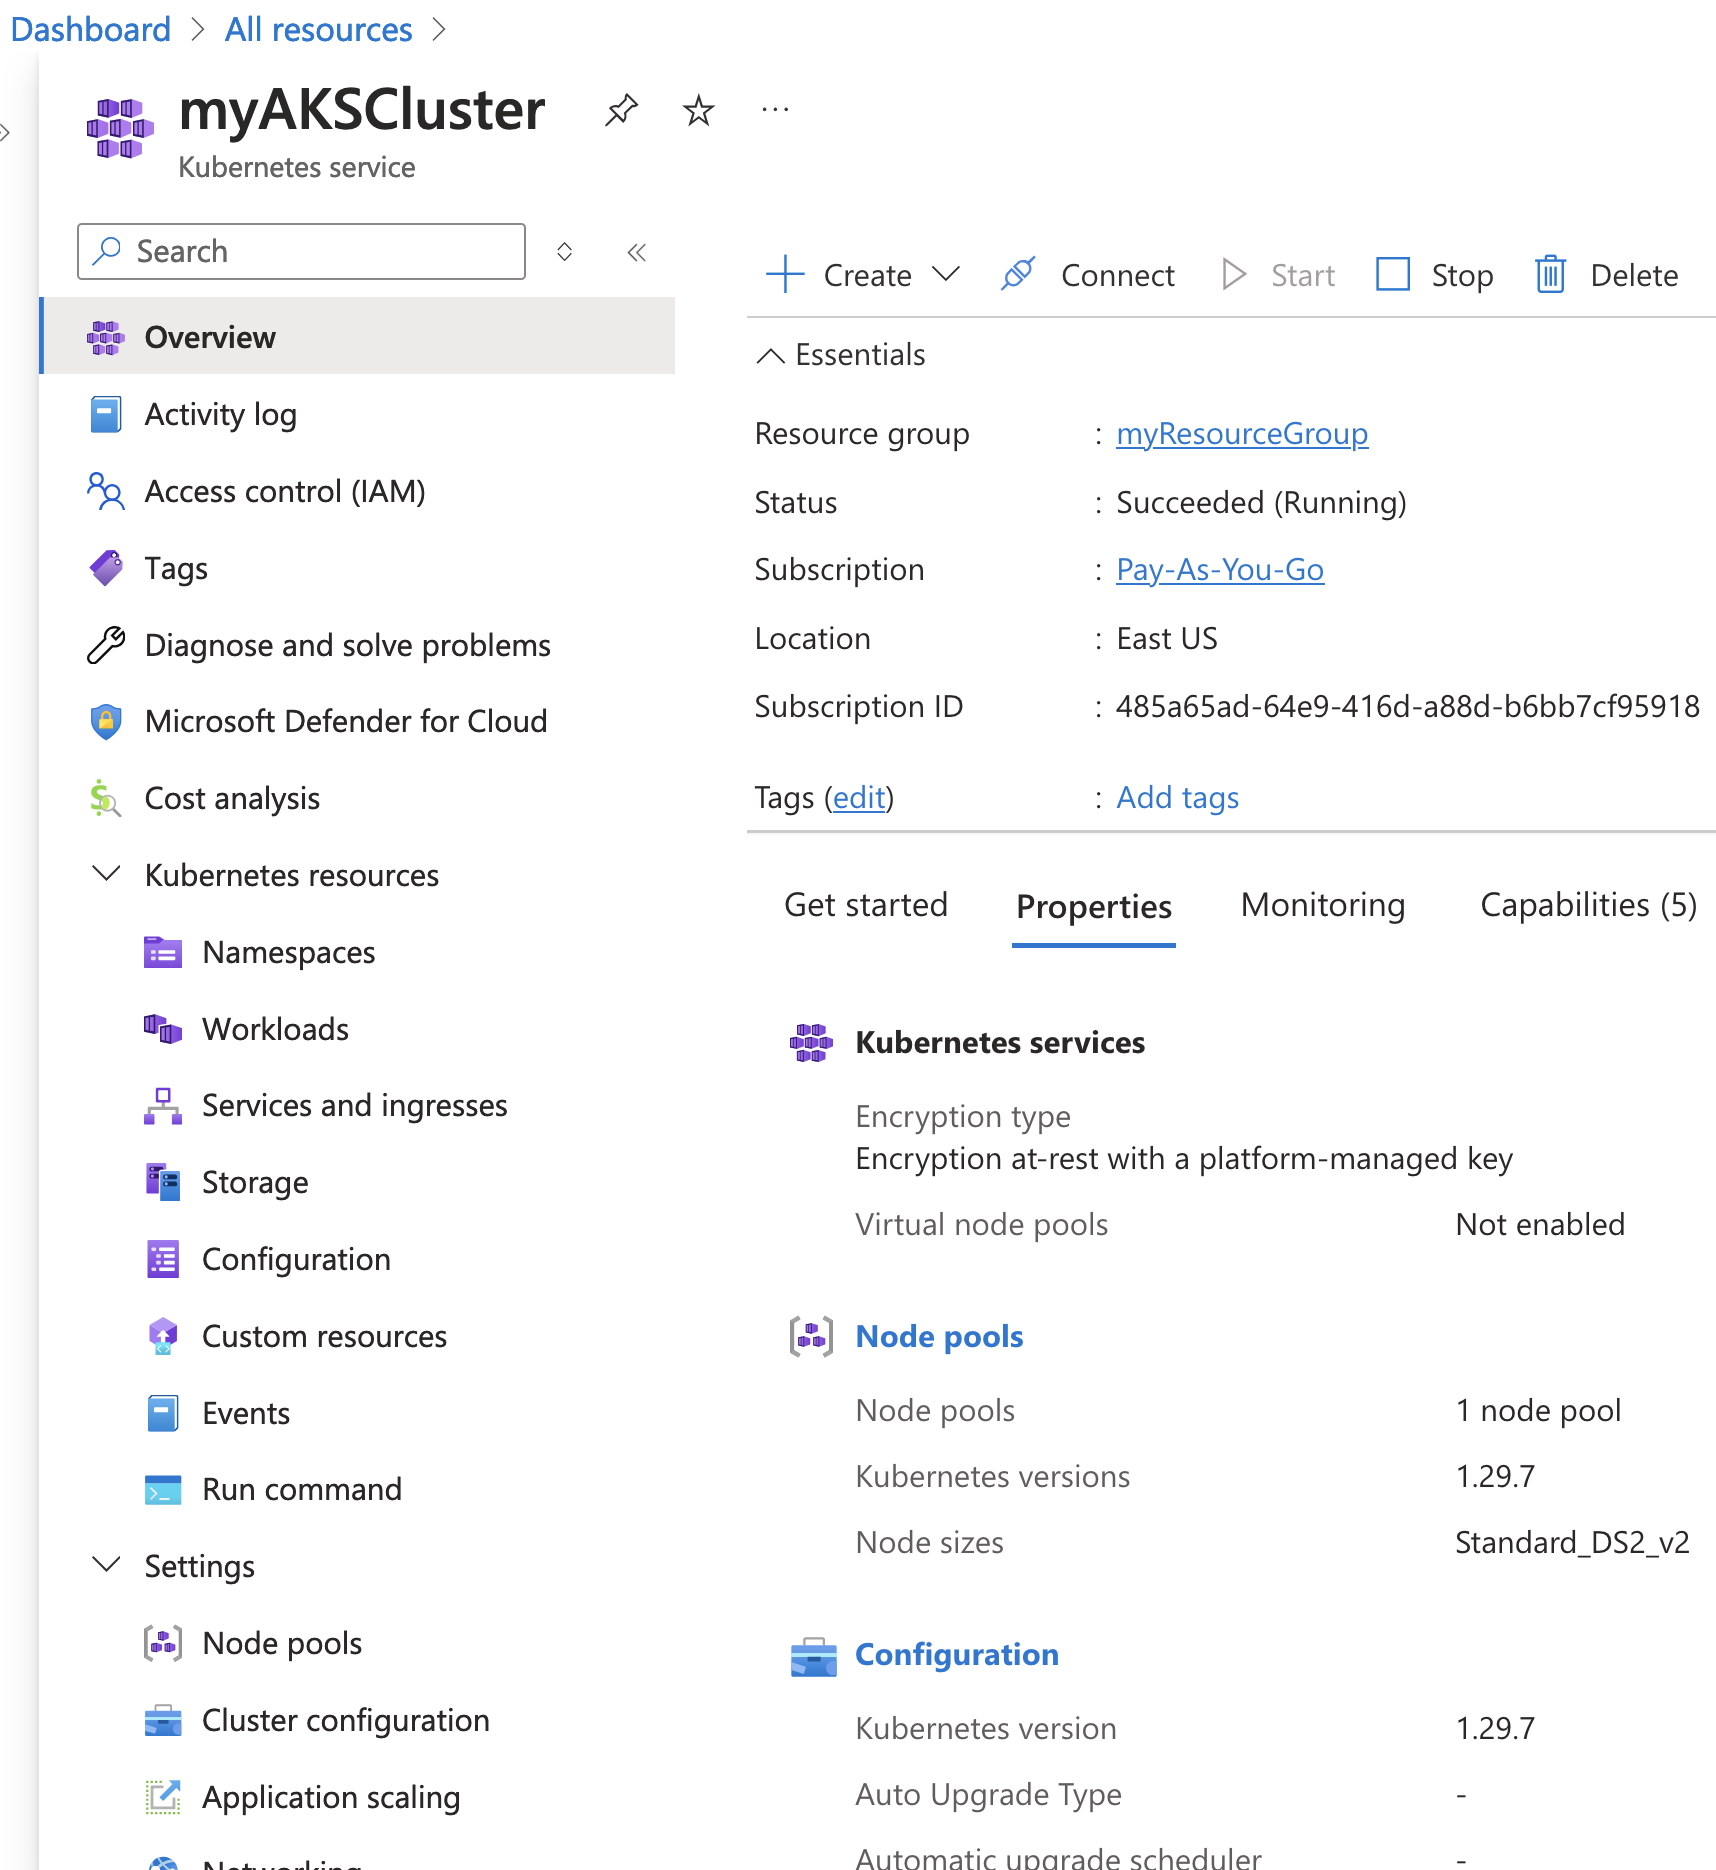 Dashboard > All resources >
myAKSCluster
...
Kubernetes service
Search
Overview
Activity log
Access control (IAM)
Tags
Diagnose and solve problems
Microsoft Defender for Cloud
Cost analysis
Kubernetes resources
Namespaces
Workloads
Services and ingresses
Storage
Configuration
Custom resources
Events
Run command
Settings
Node pools
Cluster configuration
Application scaling
Networking
Create Connect Start Stop Delete
Essentials
Resource group : myResourceGroup
Status : Succeeded (Running)
Subscription : Pay-As-You-Go
Location : East US
Subscription ID : 485a65ad-64e9-416d-a88d-b6bb7cf95918
Tags (edit) : Add tags
Get started Properties Monitoring Capabilities (5)
Kubernetes services
Encryption type
Encryption at-rest with a platform-managed key
Virtual node pools Not enabled
Node pools
Node pools 1 node pool
Kubernetes versions 1.29.7
Node sizes Standard_DS2_v2
Configuration
Kubernetes version 1.29.7
Auto Upgrade Type -
Automatic upgrade scheduler -